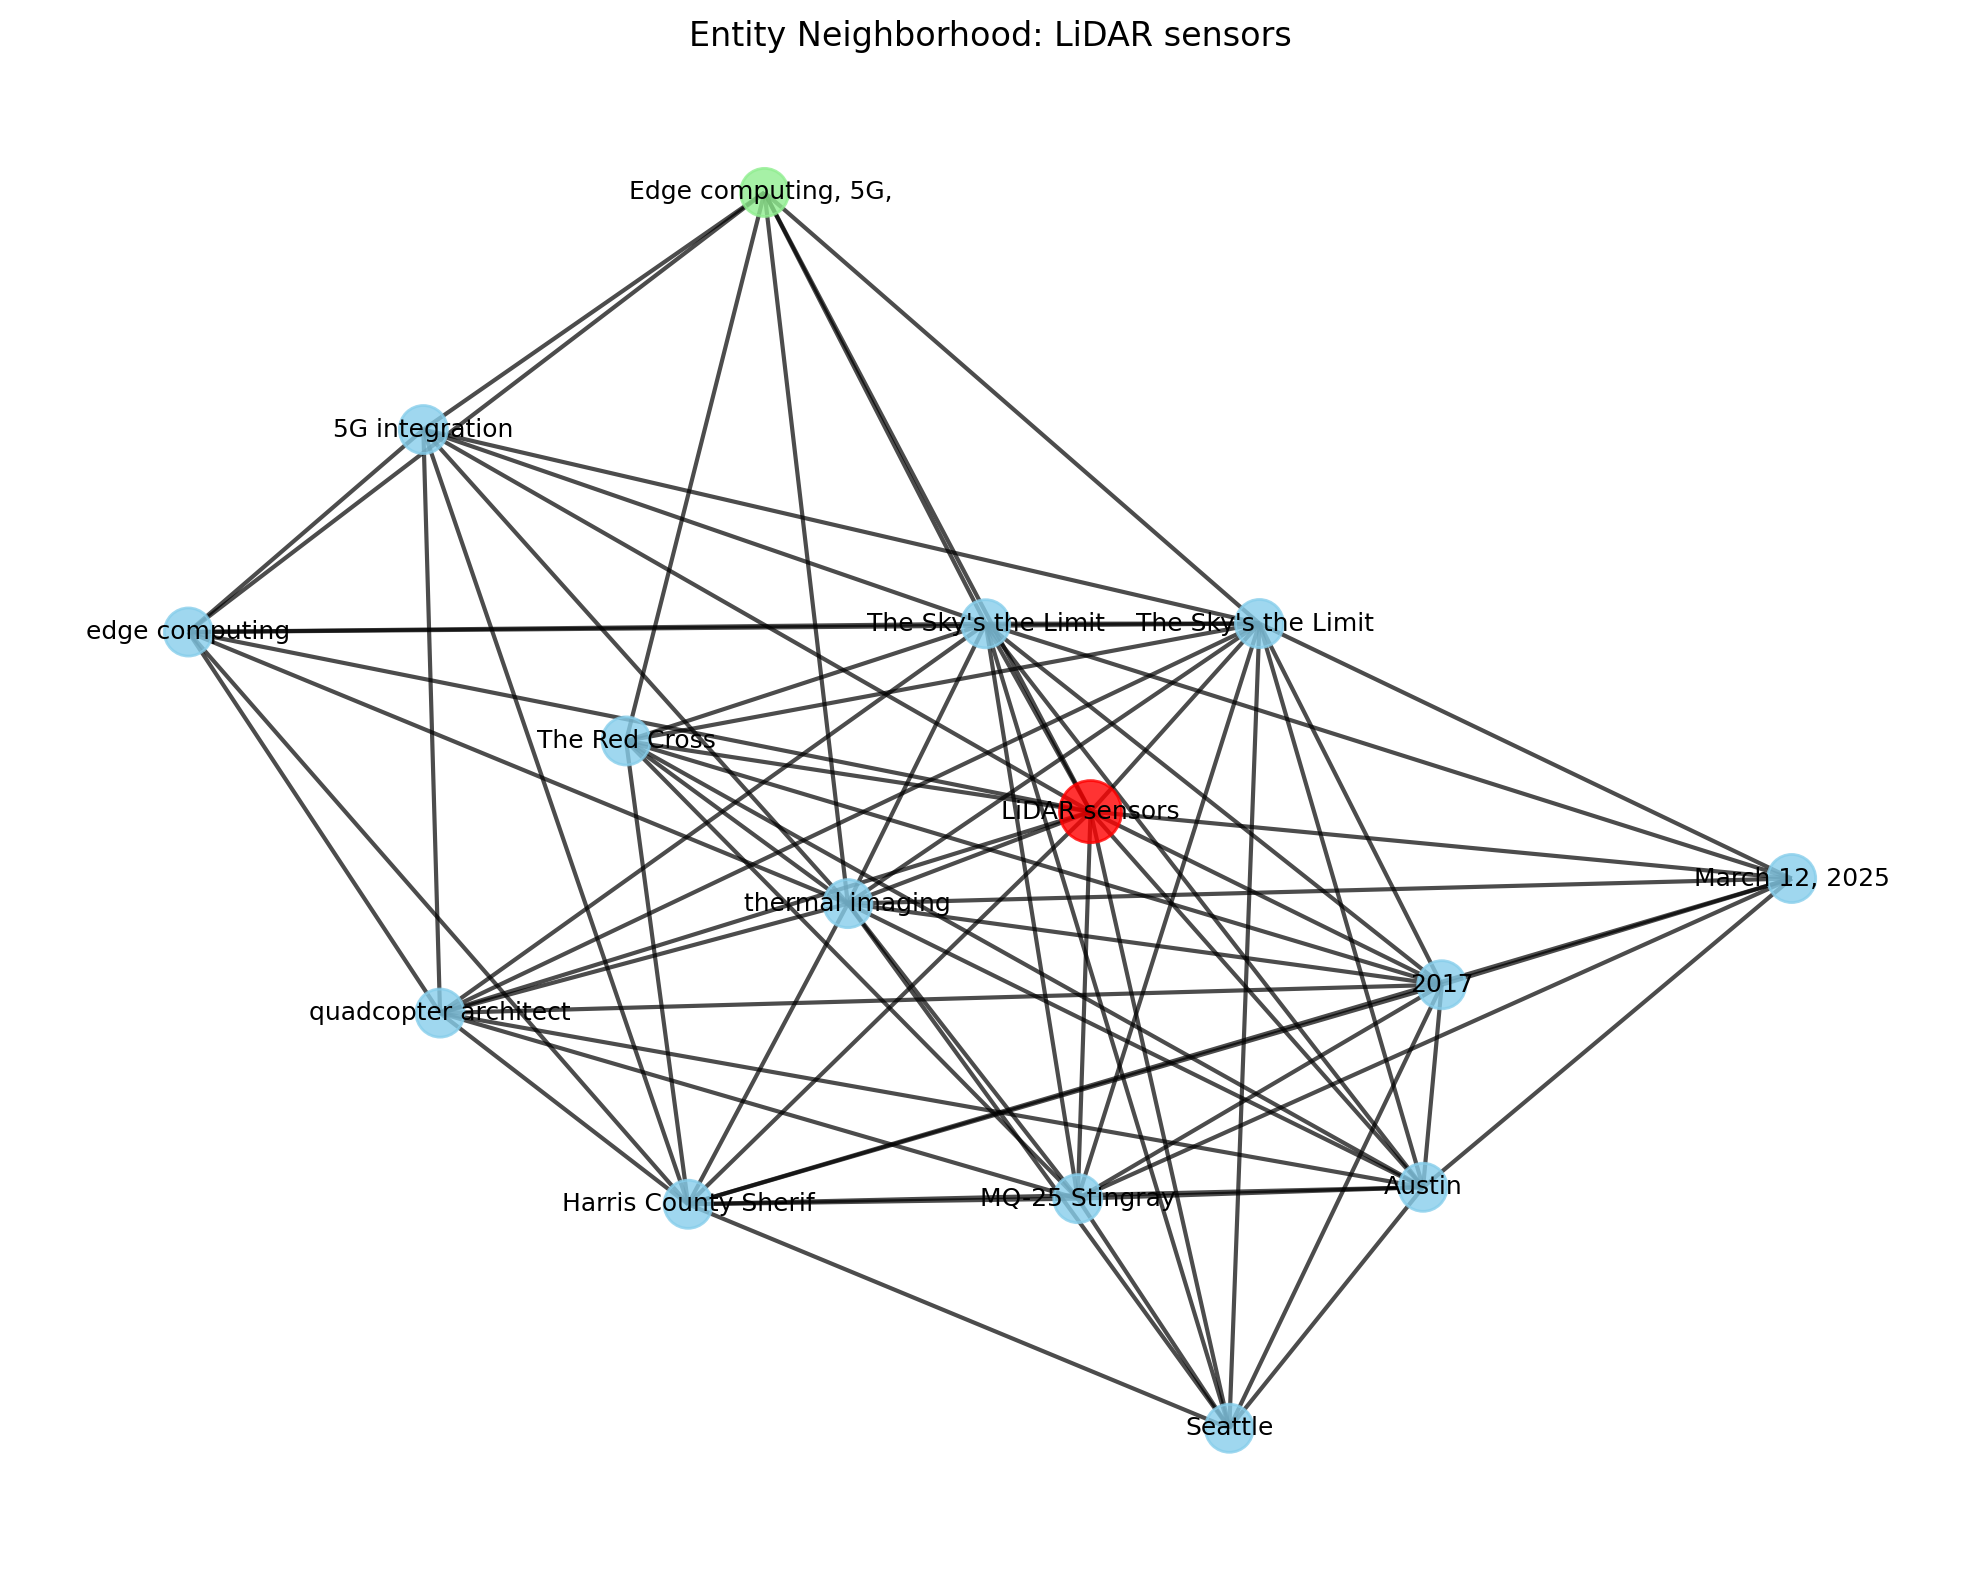 Entity Neighborhood: LiDAR sensors
Edge computing, 5G,
5G integration
edge computing
The Sky's the Limit
The Sky's the Limit
The Red Cross
LiDAR sensors
March 12, 2025
thermal imaging
2017
quadcopter architect
Harris County Sherif
MQ-25 Stingray
Austin
Seattle